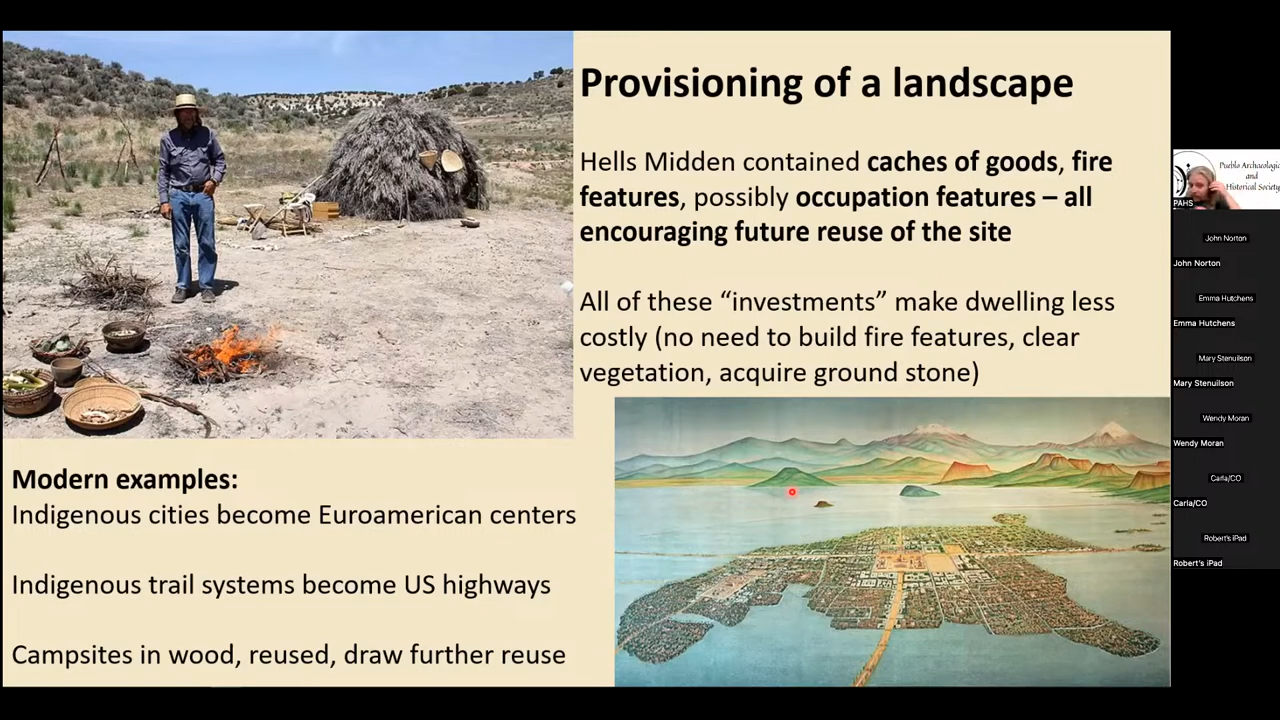 Provisioning of a landscape
Hells Midden contained caches of goods, fire
features, possibly occupation features – all
encouraging future reuse of the site
All of these “investments” make dwelling less
costly (no need to build fire features, clear
vegetation, acquire ground stone)
Modern examples:
Indigenous cities become Euroamerican centers
Indigenous trail systems become US highways
Campsites in wood, reused, draw further reuse
Pueblo Archaeologic
and
Historical Society
PAHS
John Norton
John Norton
Emma Hutchens
Emma Hutchens
Mary Stenuilson
Mary Stenuilson
Wendy Moran
Wendy Moran
Carla/CO
Carla/CO
Robert's iPad
Robert's iPad